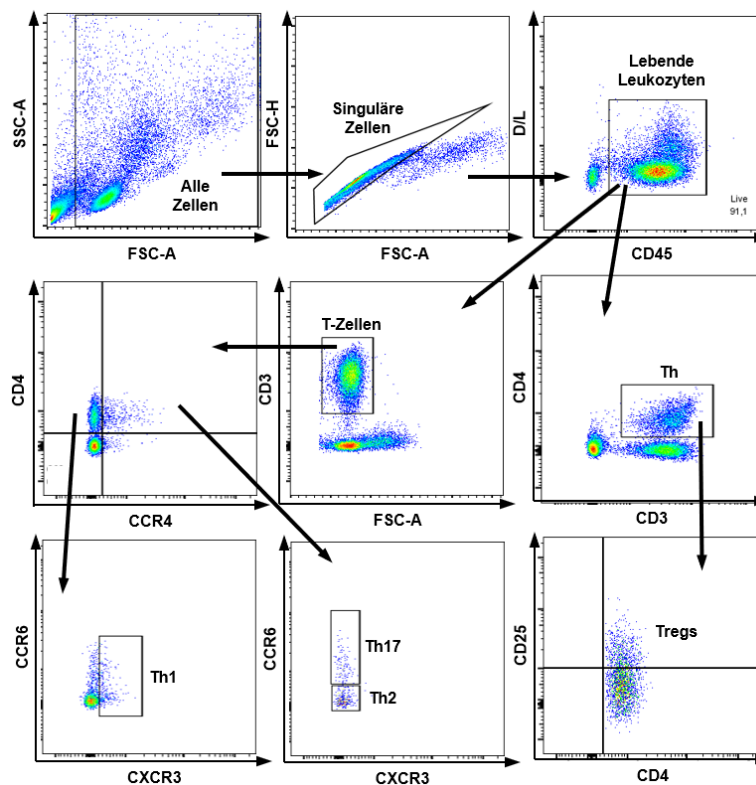 SSC-A
Alle
Zellen
FSC-A
FSC-H
Singuläre
Zellen
FSC-A
D/L
Lebende
Leukozyten
Live
91,1
CD45
CD4
CCR4
T-Zellen
CD3
FSC-A
CD4
Th
CD3
CCR6
Th1
CXCR3
CCR6
Th17
Th2
CXCR3
CD25
Tregs
CD4